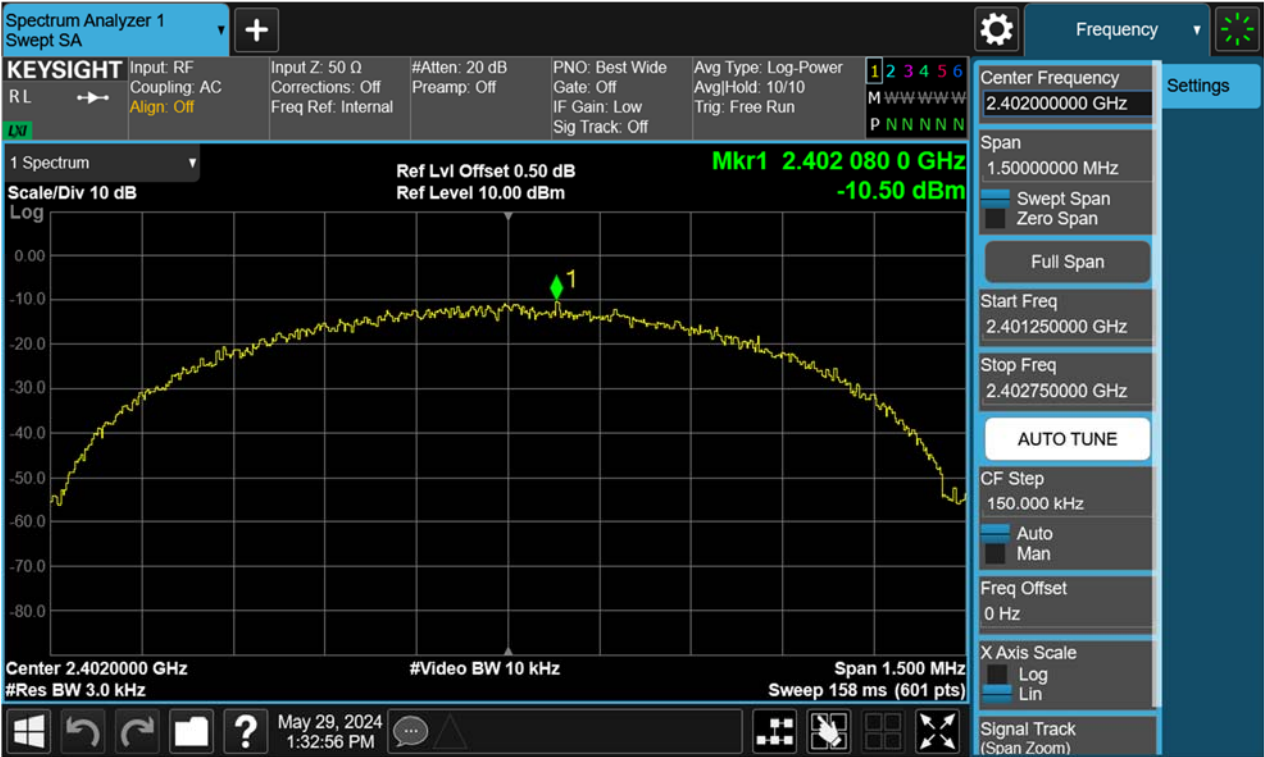 Spectrum Analyzer 1
Swept SA
+
Frequency
KEYSIGHT
R L
LXI
Input: RF
Coupling: AC
Align: Off
Input Z: 50 Ω
Corrections: Off
Freq Ref: Internal
#Atten: 20 dB
Preamp: Off
PNO: Best Wide
Gate: Off
IF Gain: Low
Sig Track: Off
Avg Type: Log-Power
Avg|Hold: 10/10
Trig: Free Run
1 2 3 4 5 6
M W W W W W
P N N N N N
1 Spectrum
Scale/Div 10 dB
Ref Lvl Offset 0.50 dB
Ref Level 10.00 dBm
Mkr1 2.402 080 0 GHz
-10.50 dBm
Log
0.00
-10.0
-20.0
-30.0
-40.0
-50.0
-60.0
-70.0
-80.0
1
Center 2.4020000 GHz
#Res BW 3.0 kHz
#Video BW 10 kHz
Span 1.500 MHz
Sweep 158 ms (601 pts)
Center Frequency
2.402000000 GHz
Settings
Span
1.50000000 MHz
Swept Span
Zero Span
Full Span
Start Freq
2.401250000 GHz
Stop Freq
2.402750000 GHz
AUTO TUNE
CF Step
150.000 kHz
Auto
Man
Freq Offset
0 Hz
X Axis Scale
Log
Lin
Signal Track
(Span Zoom)
?
May 29, 2024
1:32:56 PM